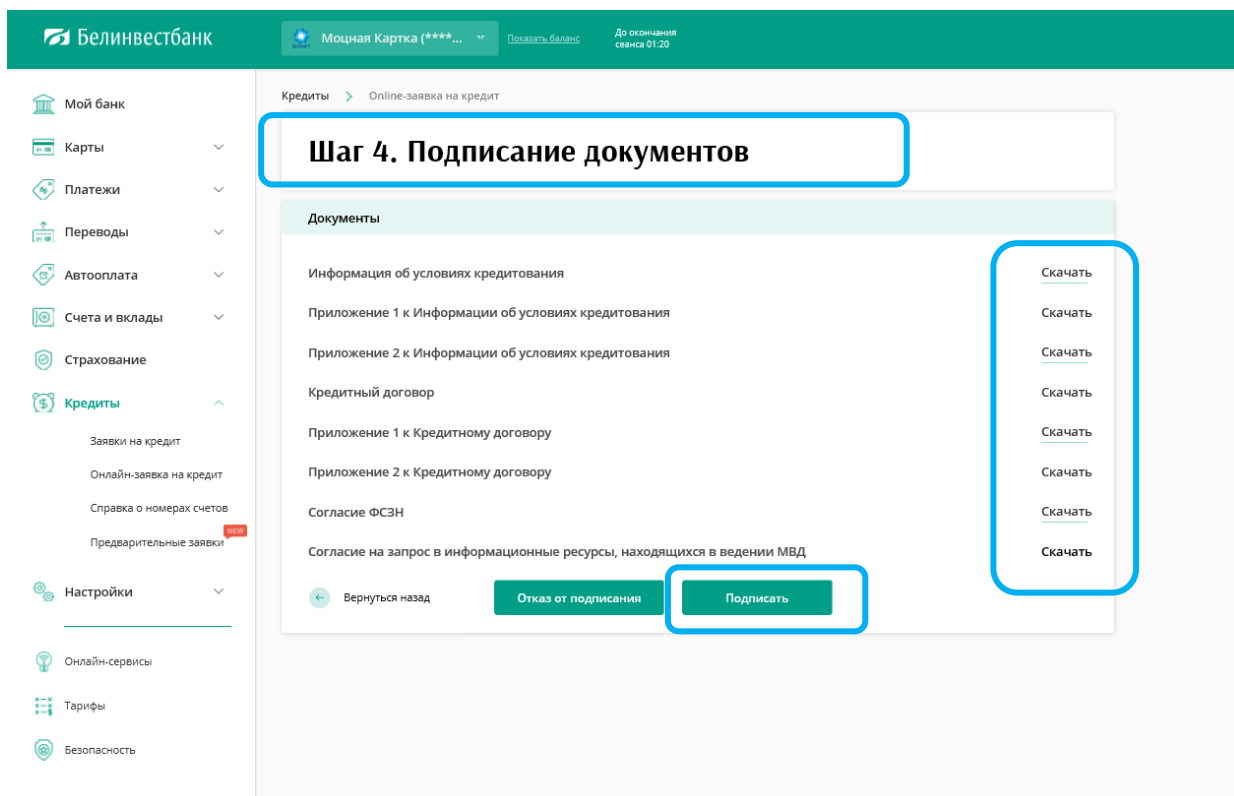 Белинвестбанк
Моцная Картка (****...
Показать баланс
До окончания
сеанса 01:20
Мой банк
Карты
Платежи
Переводы
Автооплата
Счета и вклады
Страхование
Кредиты
Заявки на кредит
Онлайн-заявка на кредит
Справка о номерах счетов
NEW
Предварительные заявки
Настройки
Онлайн-сервисы
Тарифы
Безопасность
Кредиты > Online-заявка на кредит
Шаг 4. Подписание документов
Документы
Информация об условиях кредитования Скачать
Приложение 1 к Информации об условиях кредитования Скачать
Приложение 2 к Информации об условиях кредитования Скачать
Кредитный договор Скачать
Приложение 1 к Кредитному договору Скачать
Приложение 2 к Кредитному договору Скачать
Согласие ФСЗН Скачать
Согласие на запрос в информационные ресурсы, находящихся в ведении МВД Скачать
Вернуться назад Отказ от подписания Подписать